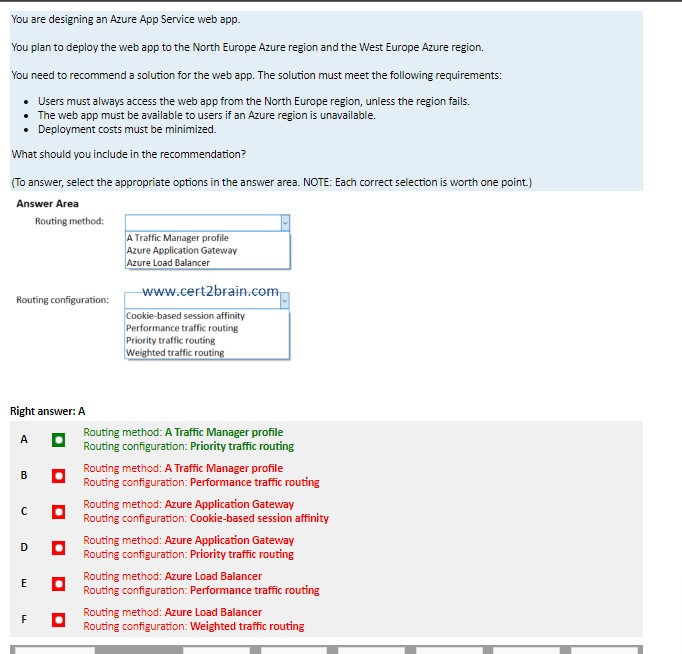 You are designing an Azure App Service web app.
You plan to deploy the web app to the North Europe Azure region and the West Europe Azure region.
You need to recommend a solution for the web app. The solution must meet the following requirements:
• Users must always access the web app from the North Europe region, unless the region fails.
• The web app must be available to users if an Azure region is unavailable.
• Deployment costs must be minimized.
What should you include in the recommendation?
(To answer, select the appropriate options in the answer area. NOTE: Each correct selection is worth one point.)
Answer Area
Routing method:
A Traffic Manager profile
Azure Application Gateway
Azure Load Balancer
www.cert2brain.com
Routing configuration:
Cookie-based session affinity
Performance traffic routing
Priority traffic routing
Weighted traffic routing
Right answer: A
A
Routing method: A Traffic Manager profile
Routing configuration: Priority traffic routing
B
Routing method: A Traffic Manager profile
Routing configuration: Performance traffic routing
C
Routing method: Azure Application Gateway
Routing configuration: Cookie-based session affinity
D
Routing method: Azure Application Gateway
Routing configuration: Priority traffic routing
E
Routing method: Azure Load Balancer
Routing configuration: Performance traffic routing
F
Routing method: Azure Load Balancer
Routing configuration: Weighted traffic routing